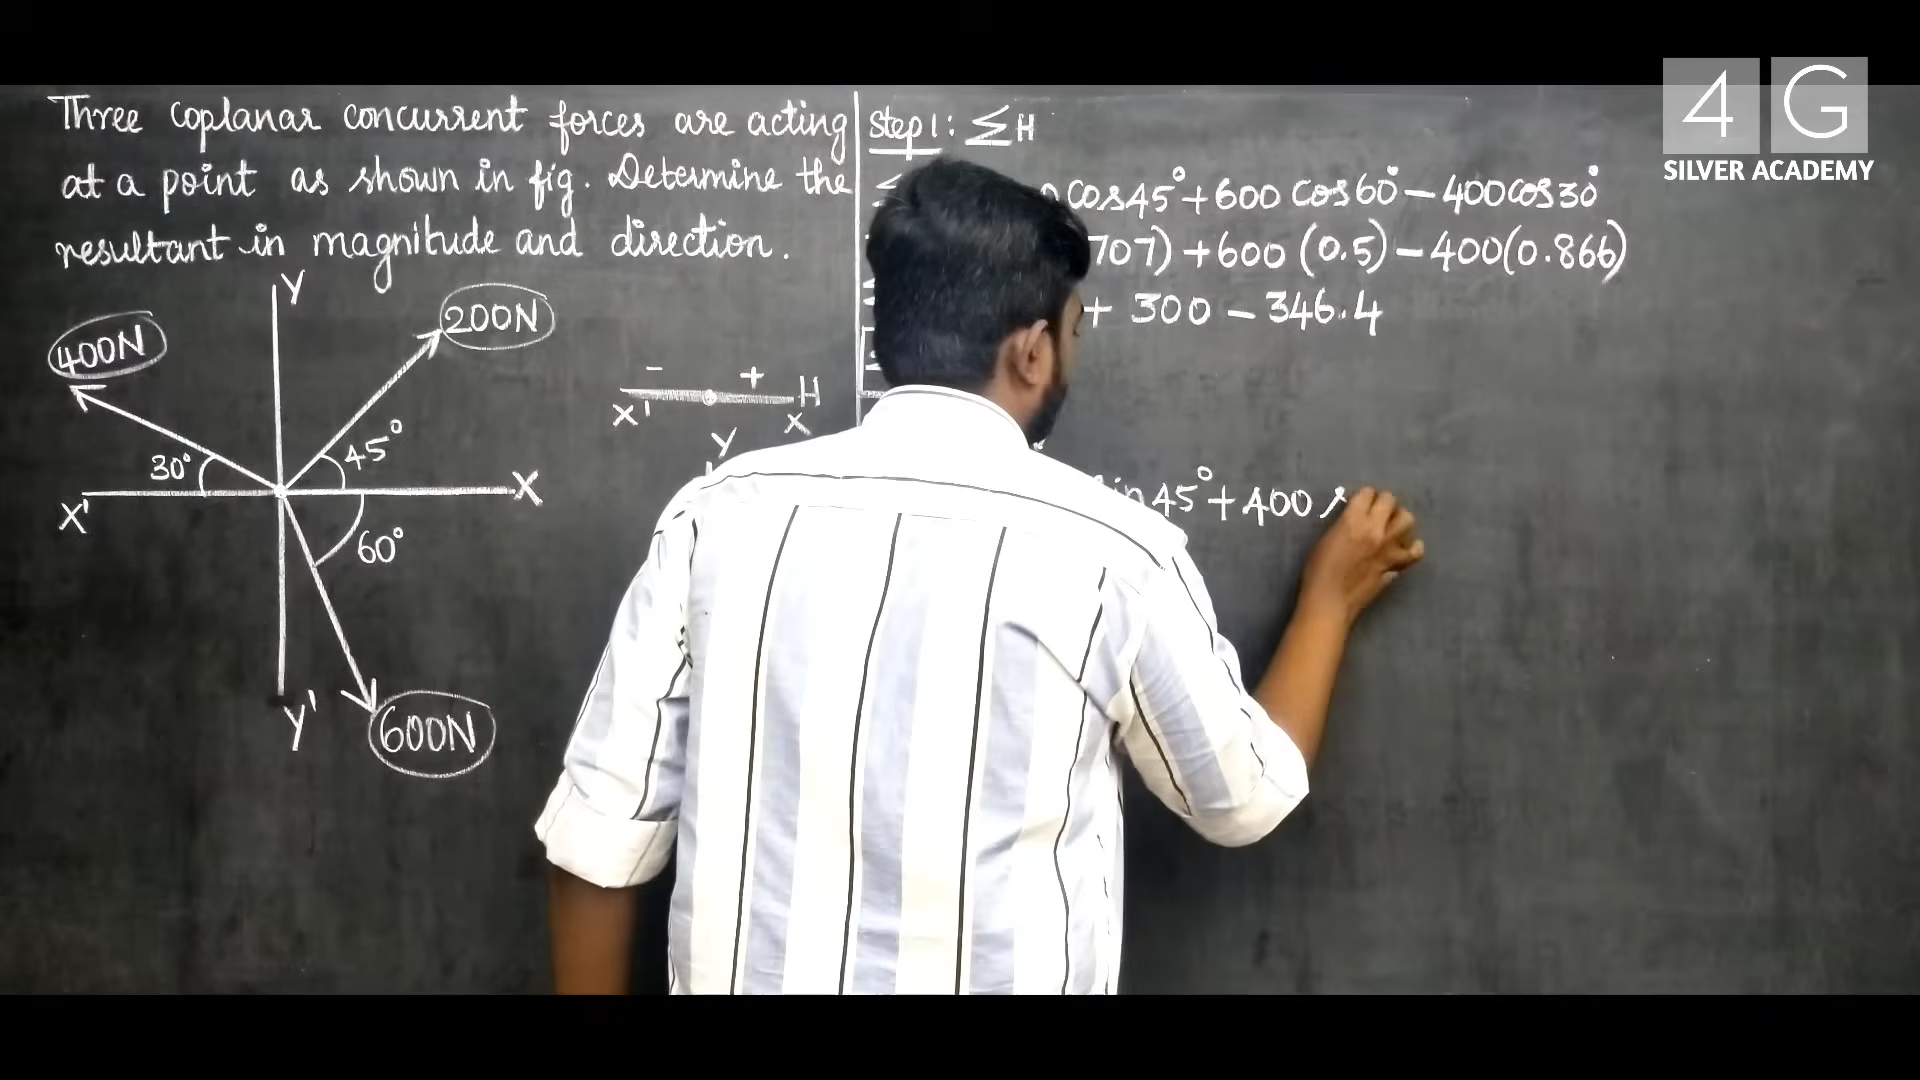 Three coplanar concurrent forces are acting
at a point as shown in fig. Determine the
resultant in magnitude and direction.
Y
200N
400N
45°
30°
X
X'
60°
Y'
600N
- +
X' H
X
Y
Step 1: ΣH
cos45°+600 cos60°-400cos30°
707)+600 (0.5)-400(0.866)
+ 300 - 346.4
in 45°+400
4 G
SILVER ACADEMY